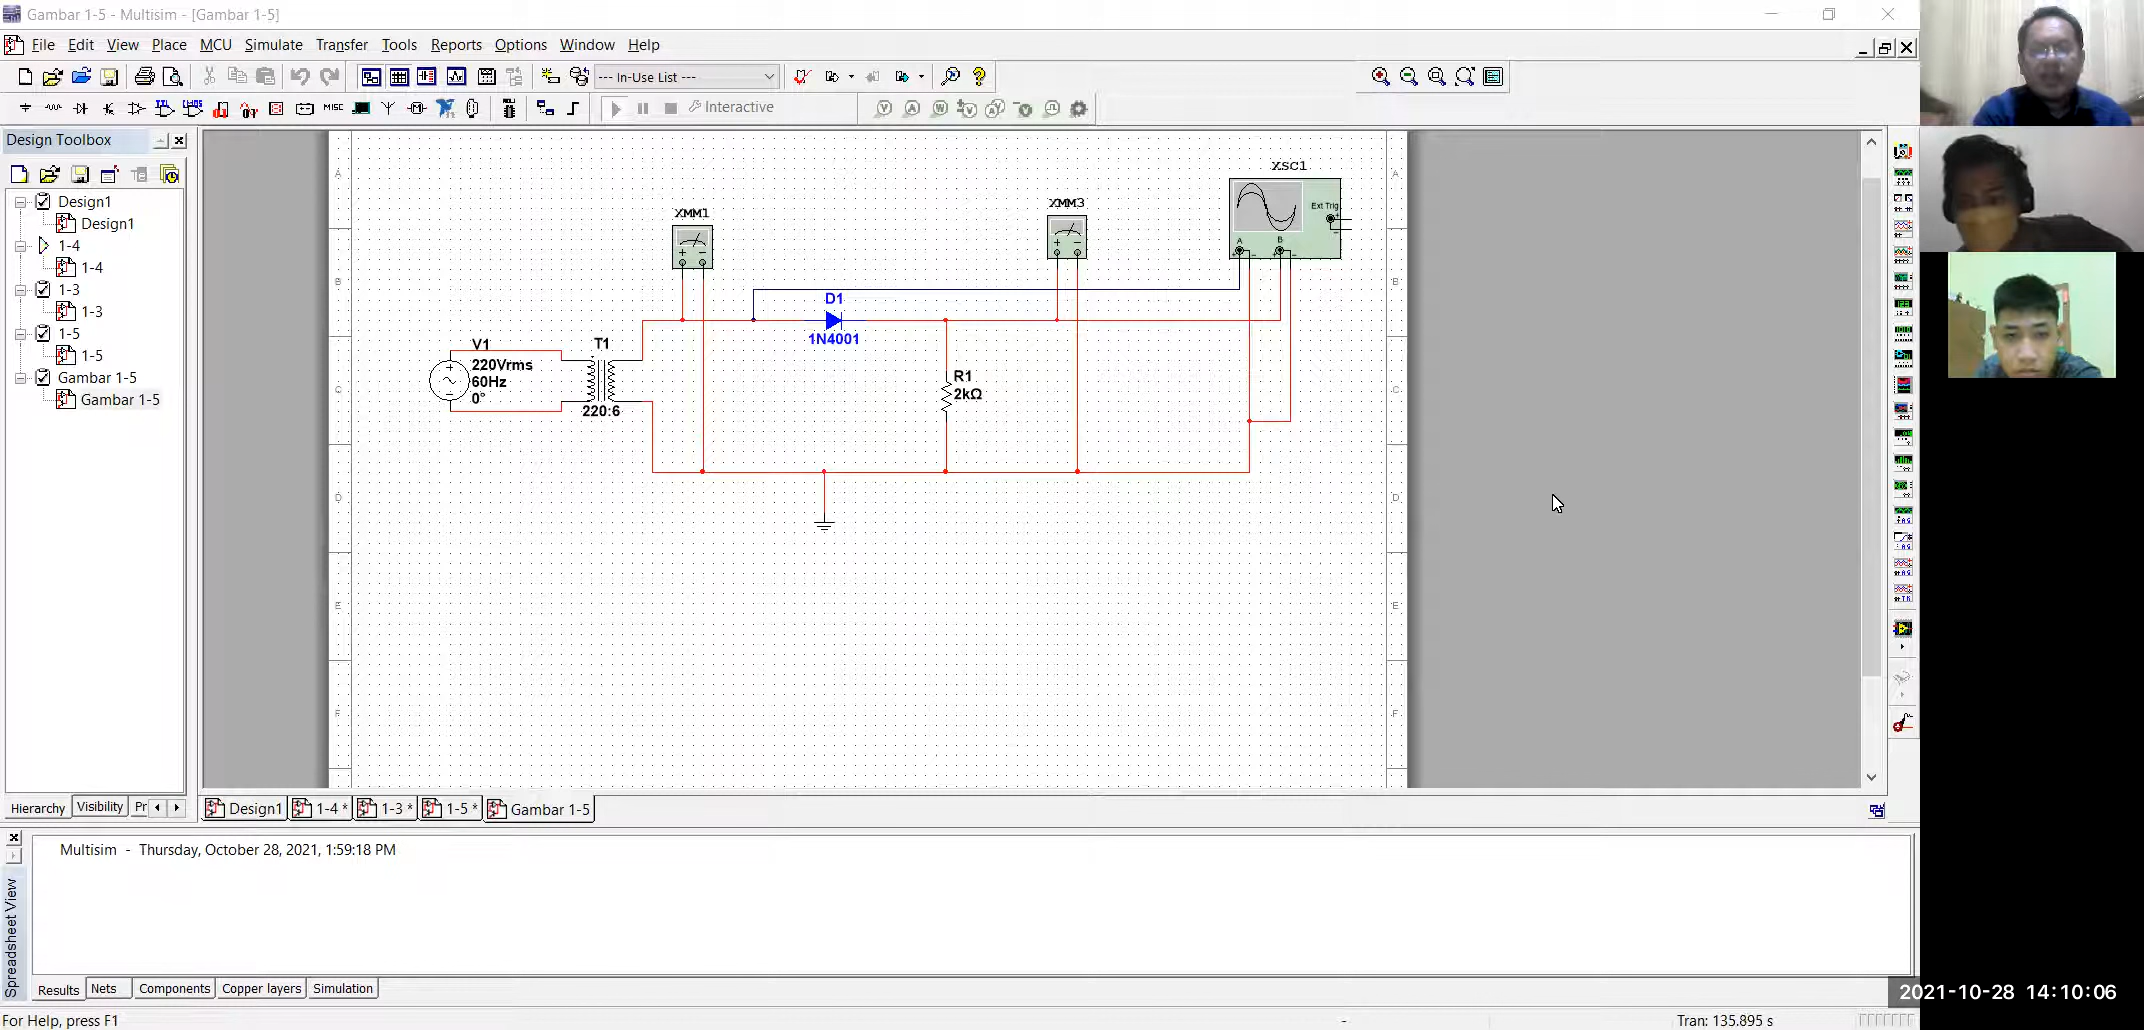 Gambar 1-5 - Multisim - [Gambar 1-5]
File Edit View Place MCU Simulate Transfer Tools Reports Options Window Help
--- In-Use List ---
MISC
Interactive
Design Toolbox
Design1
Design1
1-4
1-4
1-3
1-3
1-5
1-5
Gambar 1-5
Gambar 1-5
Hierarchy Visibility Pr
A
B
C
D
E
F
A
B
C
D
E
F
XMM1
XMM3
XSC1
Ext Trig
A B
D1
1N4001
V1
220Vrms
60Hz
0°
T1
220:6
R1
2kΩ
Design1 1-4 * 1-3 * 1-5 * Gambar 1-5
Multisim - Thursday, October 28, 2021, 1:59:18 PM
Spreadsheet View
Results Nets Components Copper layers Simulation
2021-10-28 14:10:06
For Help, press F1
-
Tran: 135.895 s